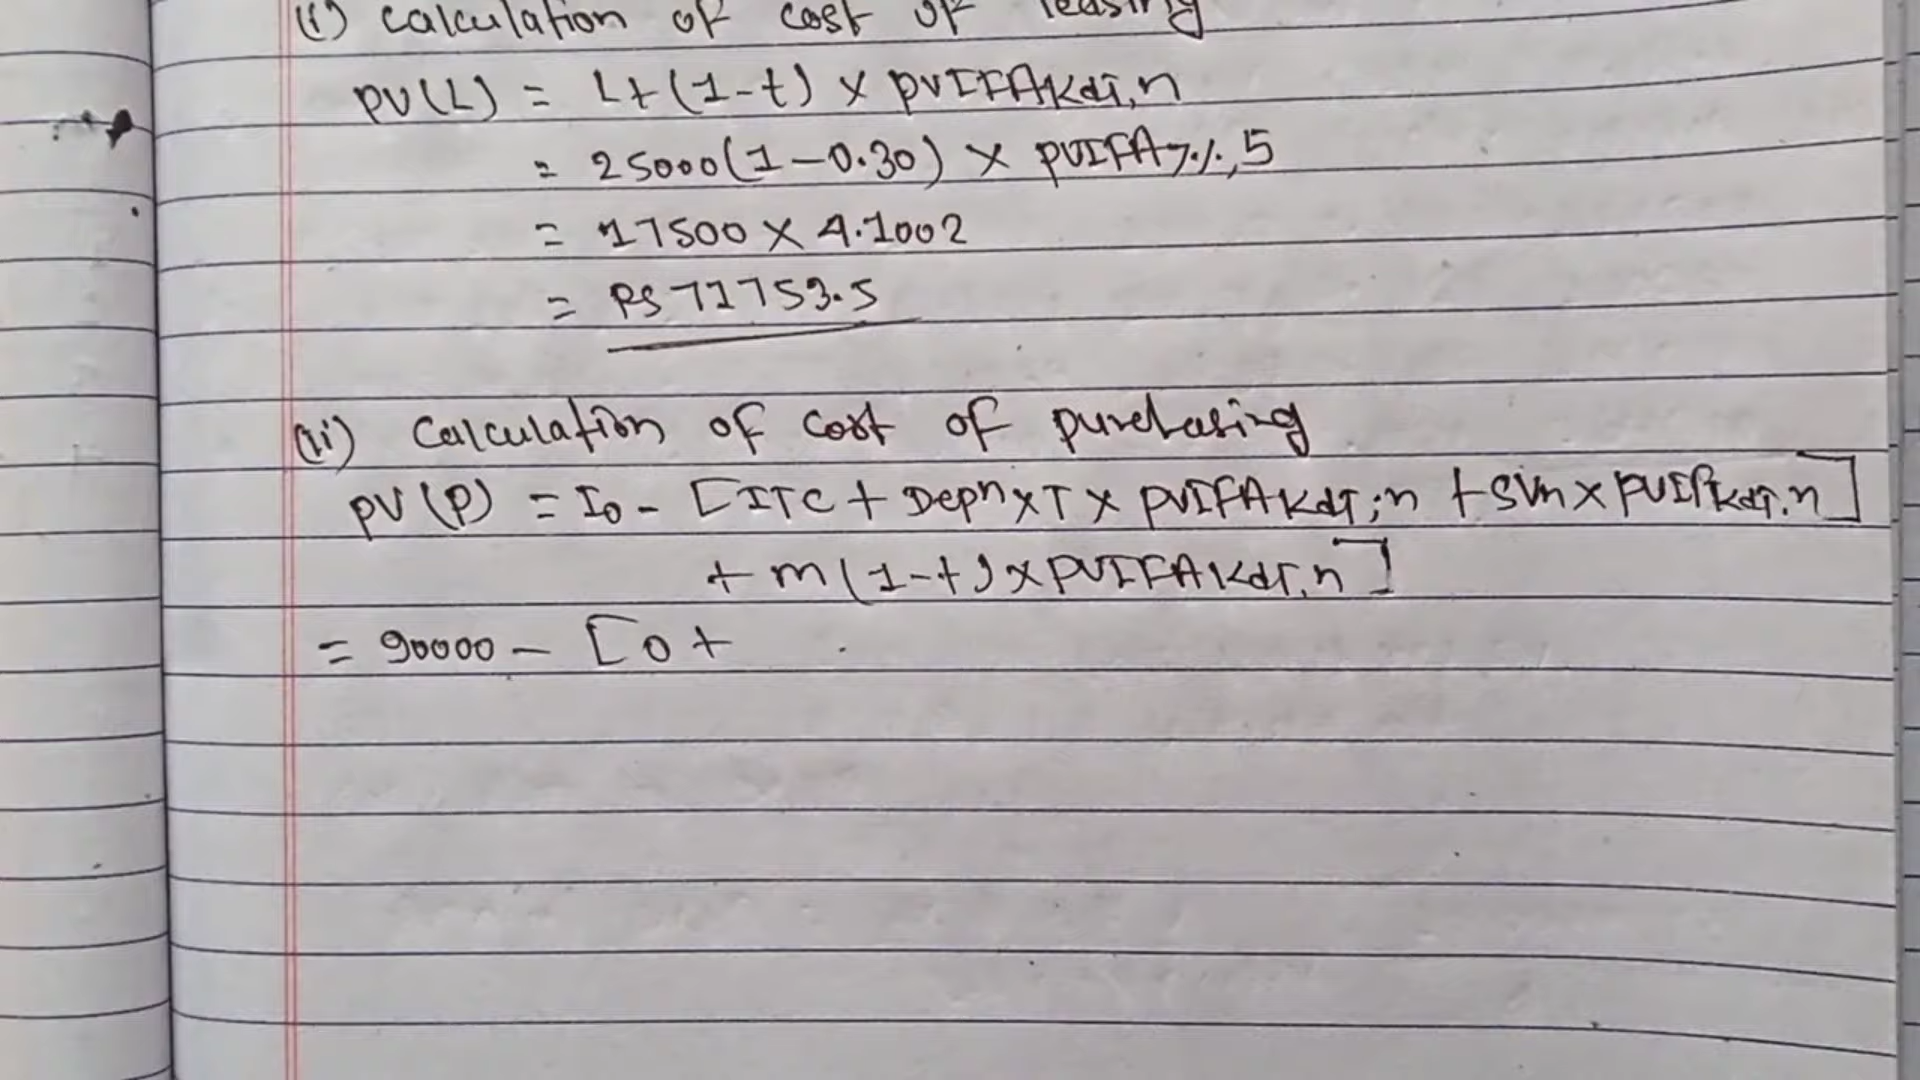 (i) calculation of cost of leasing
PV(L) = Lt(1-t) × PVIFAKdT,n
= 25000(1-0.30) × PVIFA7%,5
= 17500 × 4.1002
= Rs 71753.5
(ii) Calculation of cost of purchasing
PV(P) = I0 - [ITC + Depn×T × PVIFAKdT;n + SVn × PVIFKdT,n]
+ m(1-t)×PVIFAKdT,n]
= 90000 - [0+